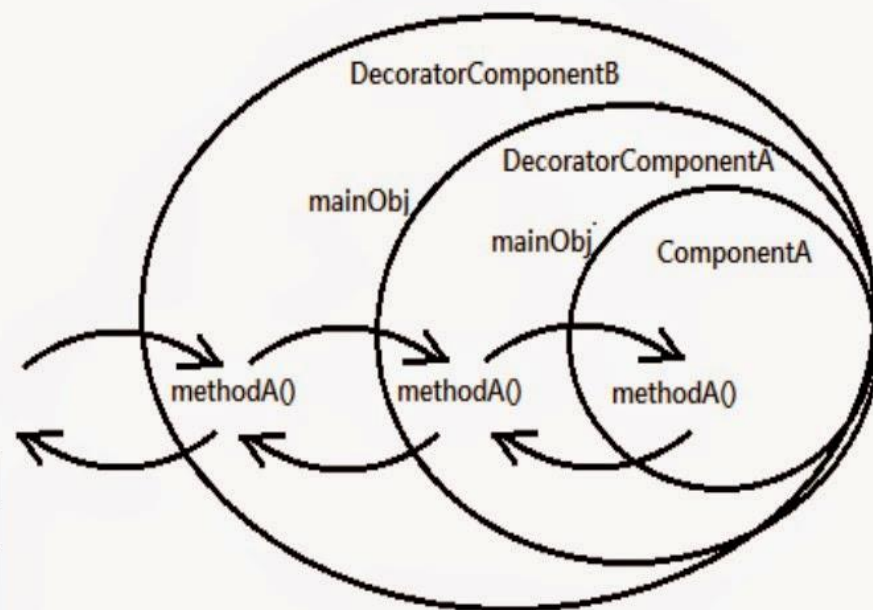 DecoratorComponentB
DecoratorComponentA
mainObj
mainObj
ComponentA
methodA()
methodA()
methodA()